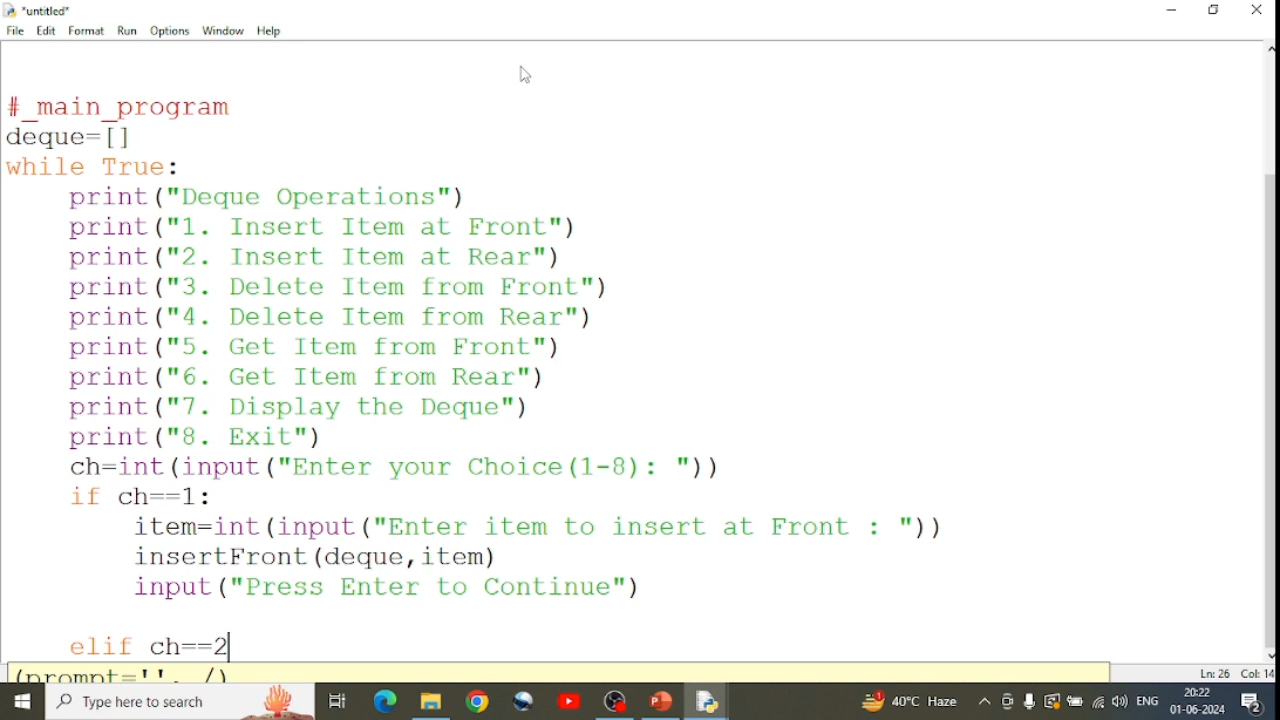 *untitled*
File Edit Format Run Options Window Help
#_main_program
deque=[]
while True:
    print("Deque Operations")
    print("1. Insert Item at Front")
    print("2. Insert Item at Rear")
    print("3. Delete Item from Front")
    print("4. Delete Item from Rear")
    print("5. Get Item from Front")
    print("6. Get Item from Rear")
    print("7. Display the Deque")
    print("8. Exit")
    ch=int(input("Enter your Choice(1-8): "))
    if ch==1:
        item=int(input("Enter item to insert at Front : "))
        insertFront(deque,item)
        input("Press Enter to Continue")
    elif ch==2
(prompt='', /)
Ln: 26 Col: 14
Type here to search
40°C Haze
ENG
20:22
01-06-2024